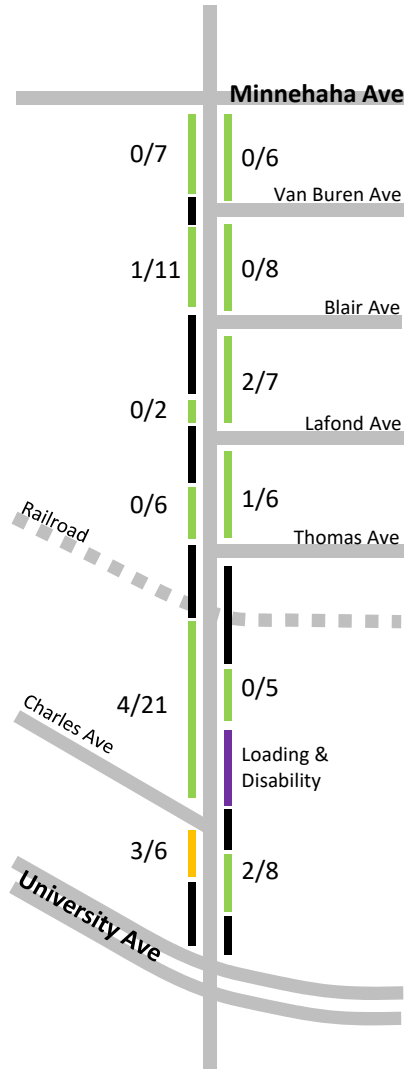 Minnehaha Ave
0/7
0/6
Van Buren Ave
1/11
0/8
Blair Ave
2/7
0/2
Lafond Ave
0/6
1/6
Railroad
Thomas Ave
0/5
4/21
Charles Ave
Loading &
Disability
3/6
2/8
University Ave